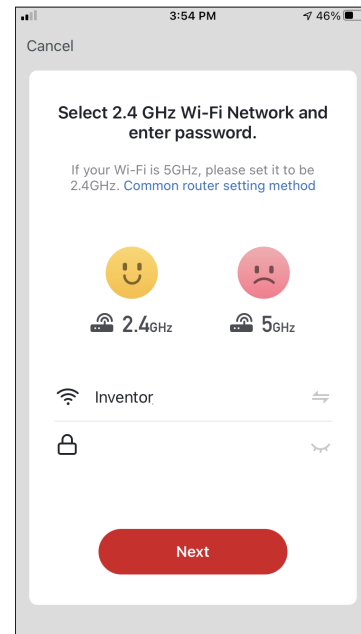 3:54 PM
46%
Cancel
Select 2.4 GHz Wi-Fi Network and
enter password.
If your Wi-Fi is 5GHz, please set it to be
2.4GHz. Common router setting method
2.4GHz
5GHz
Inventor
Next